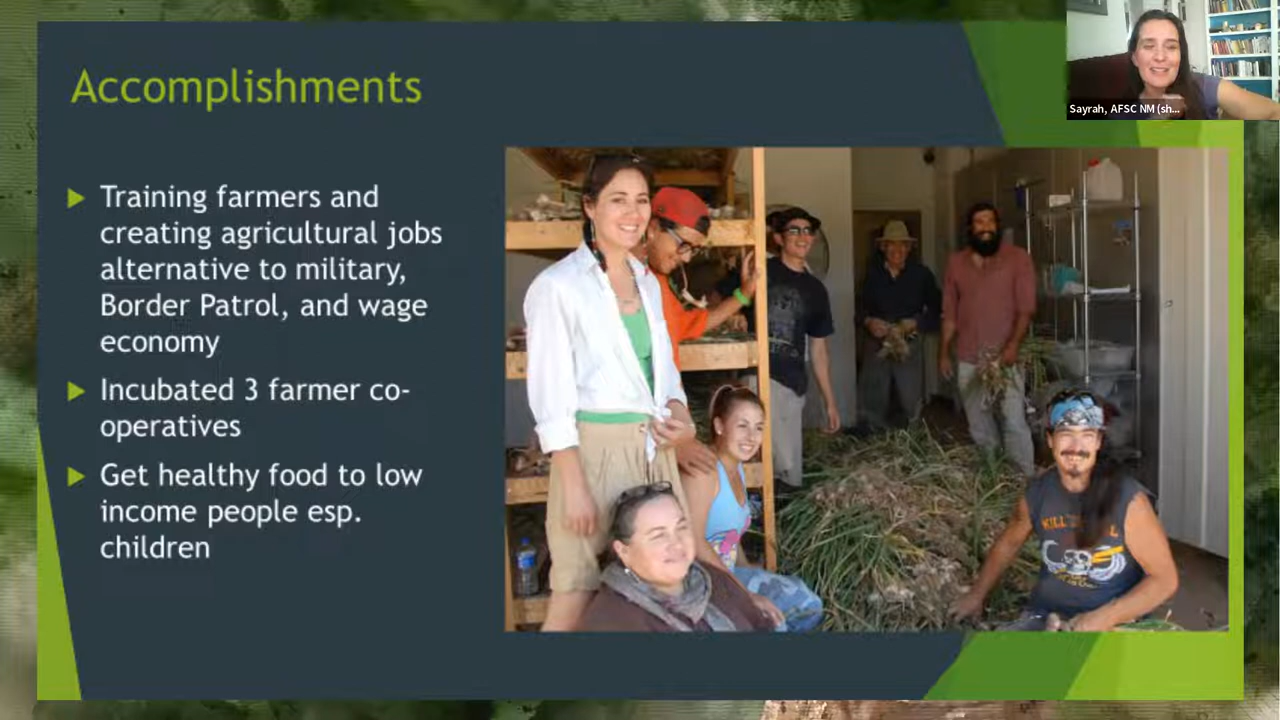 Accomplishments
Sayrah, AFSC NM (sh...
Training farmers and
creating agricultural jobs
alternative to military,
Border Patrol, and wage
economy
Incubated 3 farmer co-
operatives
Get healthy food to low
income people esp.
children